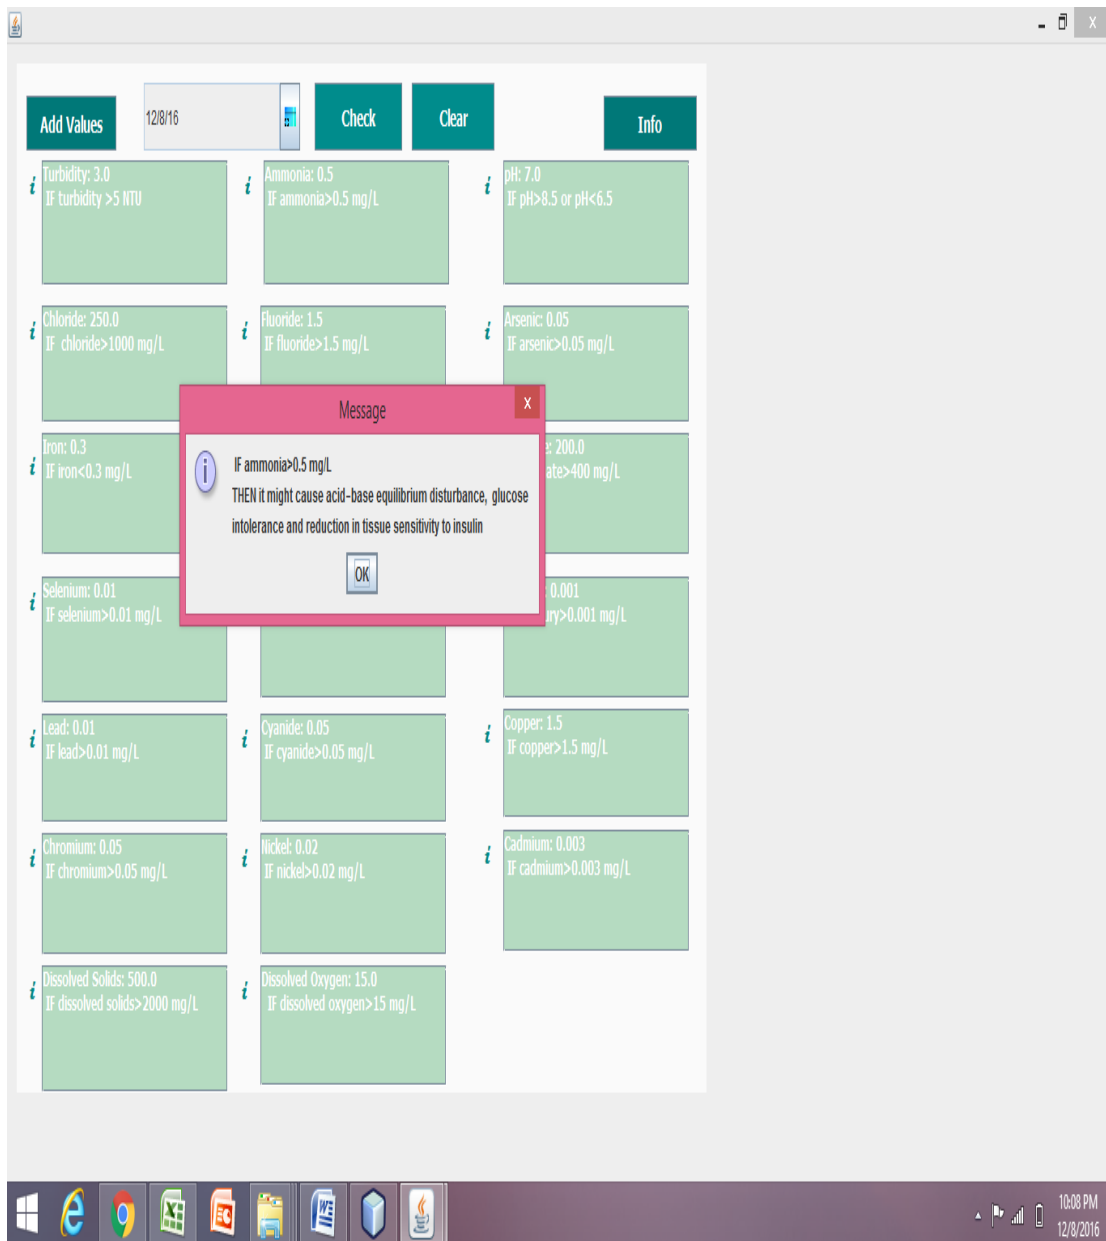 Add Values
12/8/16
Check
Clear
Info
Turbidity: 3.0
IF turbidity >5 NTU
Ammonia: 0.5
IF ammonia>0.5 mg/L
pH: 7.0
IF pH>8.5 or pH<6.5
Chloride: 250.0
IF chloride>1000 mg/L
Fluoride: 1.5
IF fluoride>1.5 mg/L
Arsenic: 0.05
IF arsenic>0.05 mg/L
Message
X
IF ammonia>0.5 mg/L
THEN it might cause acid-base equilibrium disturbance, glucose
intolerance and reduction in tissue sensitivity to insulin
OK
Iron: 0.3
IF iron<0.3 mg/L
200.0
>400 mg/L
Selenium: 0.01
IF selenium>0.01 mg/L
0.001
>0.001 mg/L
Lead: 0.01
IF lead>0.01 mg/L
Cyanide: 0.05
IF cyanide>0.05 mg/L
Copper: 1.5
IF copper>1.5 mg/L
Chromium: 0.05
IF chromium>0.05 mg/L
Nickel: 0.02
IF nickel>0.02 mg/L
Cadmium: 0.003
IF cadmium>0.003 mg/L
Dissolved Solids: 500.0
IF dissolved solids>2000 mg/L
Dissolved Oxygen: 15.0
IF dissolved oxygen>15 mg/L
10:08 PM
12/8/2016